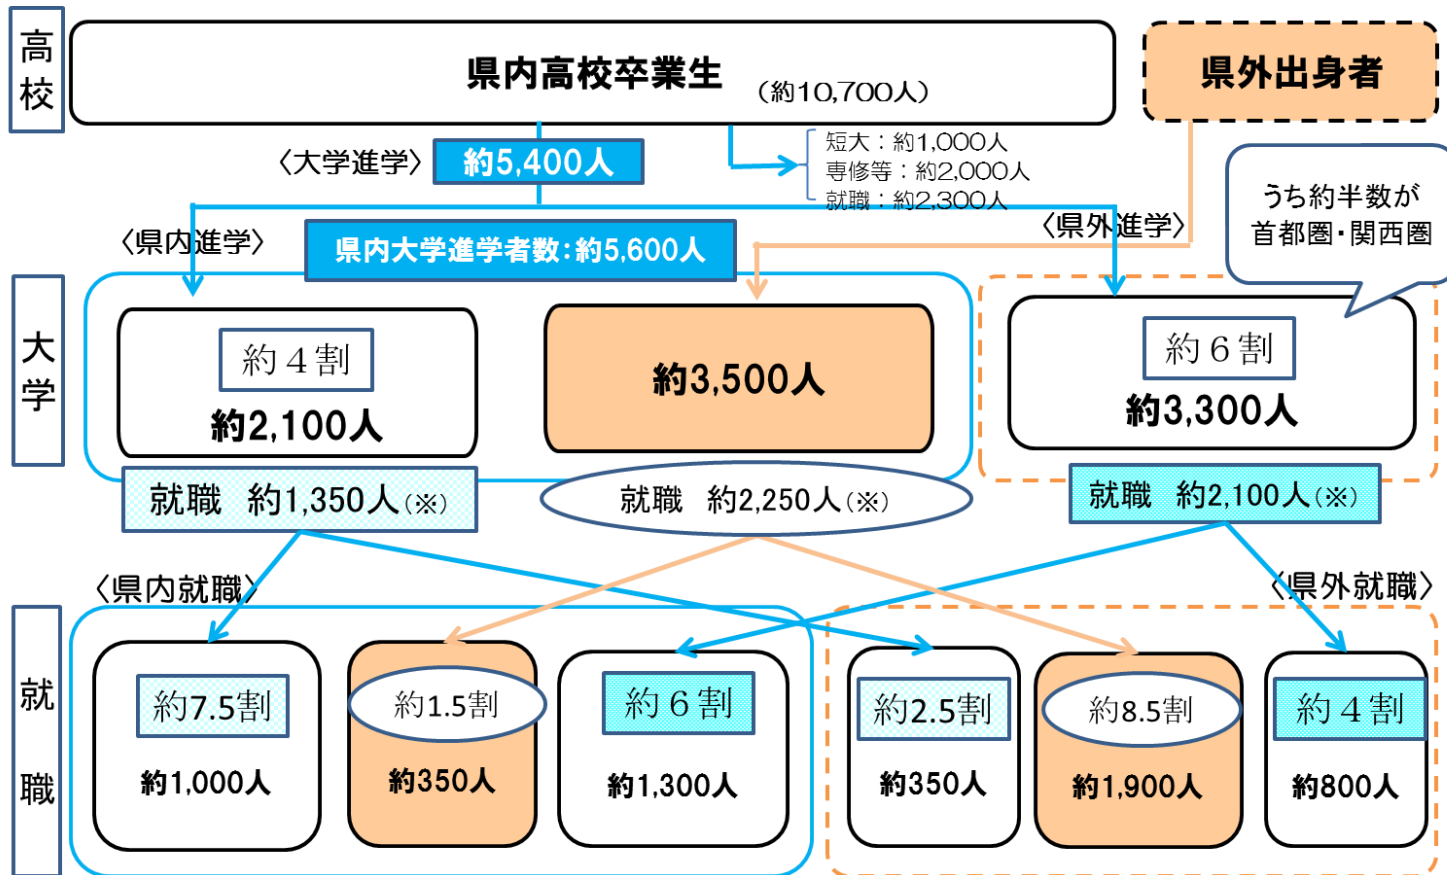 高校
県内高校卒業生 （約10,700人）
県外出身者
〈大学進学〉
約5,400人
短大：約1,000人
専修等：約2,000人
就職：約2,300人
うち約半数が
首都圏・関西圏
〈県内進学〉
県内大学進学者数：約5,600人
〈県外進学〉
大学
約４割
約2,100人
約3,500人
約６割
約3,300人
就職 約1,350人（※）
就職 約2,250人（※）
就職 約2,100人（※）
〈県内就職〉
〈県外就職〉
就職
約7.5割
約1,000人
約1.5割
約350人
約６割
約1,300人
約2.5割
約350人
約8.5割
約1,900人
約４割
約800人